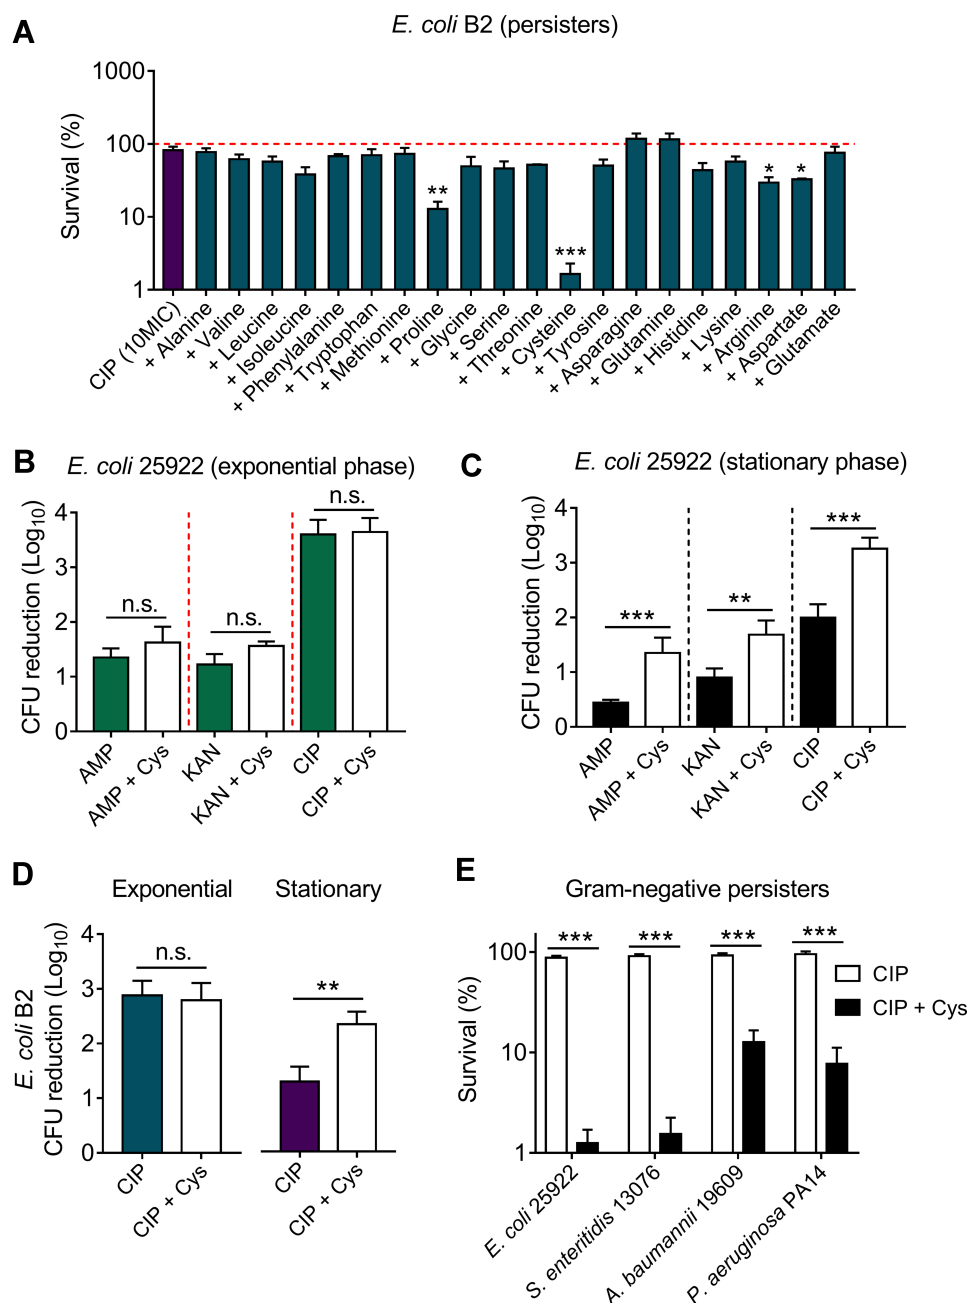 A
E. coli B2 (persisters)
Survival (%)
1000
100
10
1
**
***
*
*
CIP (10MIC)
+ Alanine
+ Valine
+ Leucine
+ Isoleucine
+ Phenylalanine
+ Tryptophan
+ Methionine
+ Proline
+ Glycine
+ Serine
+ Threonine
+ Cysteine
+ Tyrosine
+ Asparagine
+ Glutamine
+ Histidine
+ Lysine
+ Arginine
+ Aspartate
+ Glutamate
B
E. coli 25922 (exponential phase)
CFU reduction (Log10)
4
3
2
1
0
n.s.
n.s.
n.s.
AMP
AMP + Cys
KAN
KAN + Cys
CIP
CIP + Cys
C
E. coli 25922 (stationary phase)
CFU reduction (Log10)
4
3
2
1
0
***
**
***
AMP
AMP + Cys
KAN
KAN + Cys
CIP
CIP + Cys
D
Exponential
Stationary
E. coli B2
CFU reduction (Log10)
4
3
2
1
0
n.s.
**
CIP
CIP + Cys
CIP
CIP + Cys
E
Gram-negative persisters
Survival (%)
100
10
1
***
***
***
***
CIP
CIP + Cys
E. coli 25922
S. enteritidis 13076
A. baumannii 19609
P. aeruginosa PA14